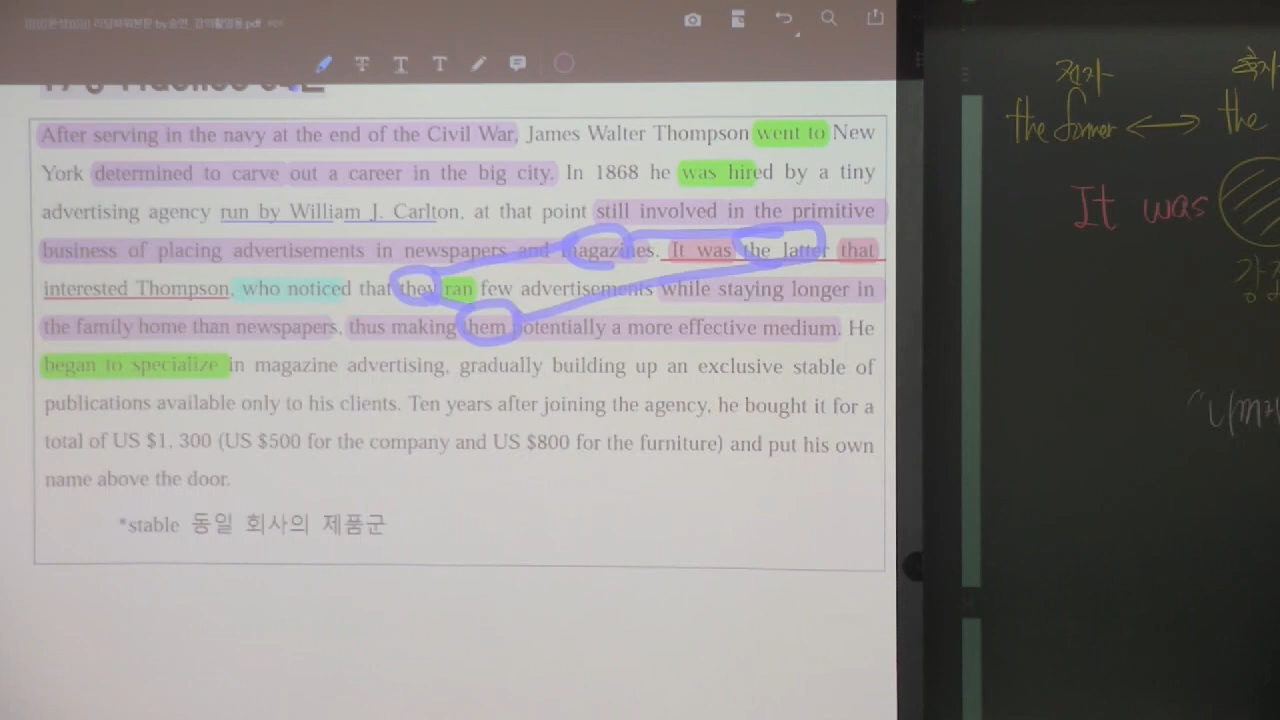 After serving in the navy at the end of the Civil War, James Walter Thompson went to New
York determined to carve out a career in the big city. In 1868 he was hired by a tiny
advertising agency run by William J. Carlton, at that point still involved in the primitive
business of placing advertisements in newspapers and magazines. It was the latter that
interested Thompson, who noticed that they ran few advertisements while staying longer in
the family home than newspapers, thus making them potentially a more effective medium. He
began to specialize in magazine advertising, gradually building up an exclusive stable of
publications available only to his clients. Ten years after joining the agency, he bought it for a
total of US $1, 300 (US $500 for the company and US $800 for the furniture) and put his own
name above the door.
*stable 동일 회사의 제품군
전자
the former ↔ the
It was